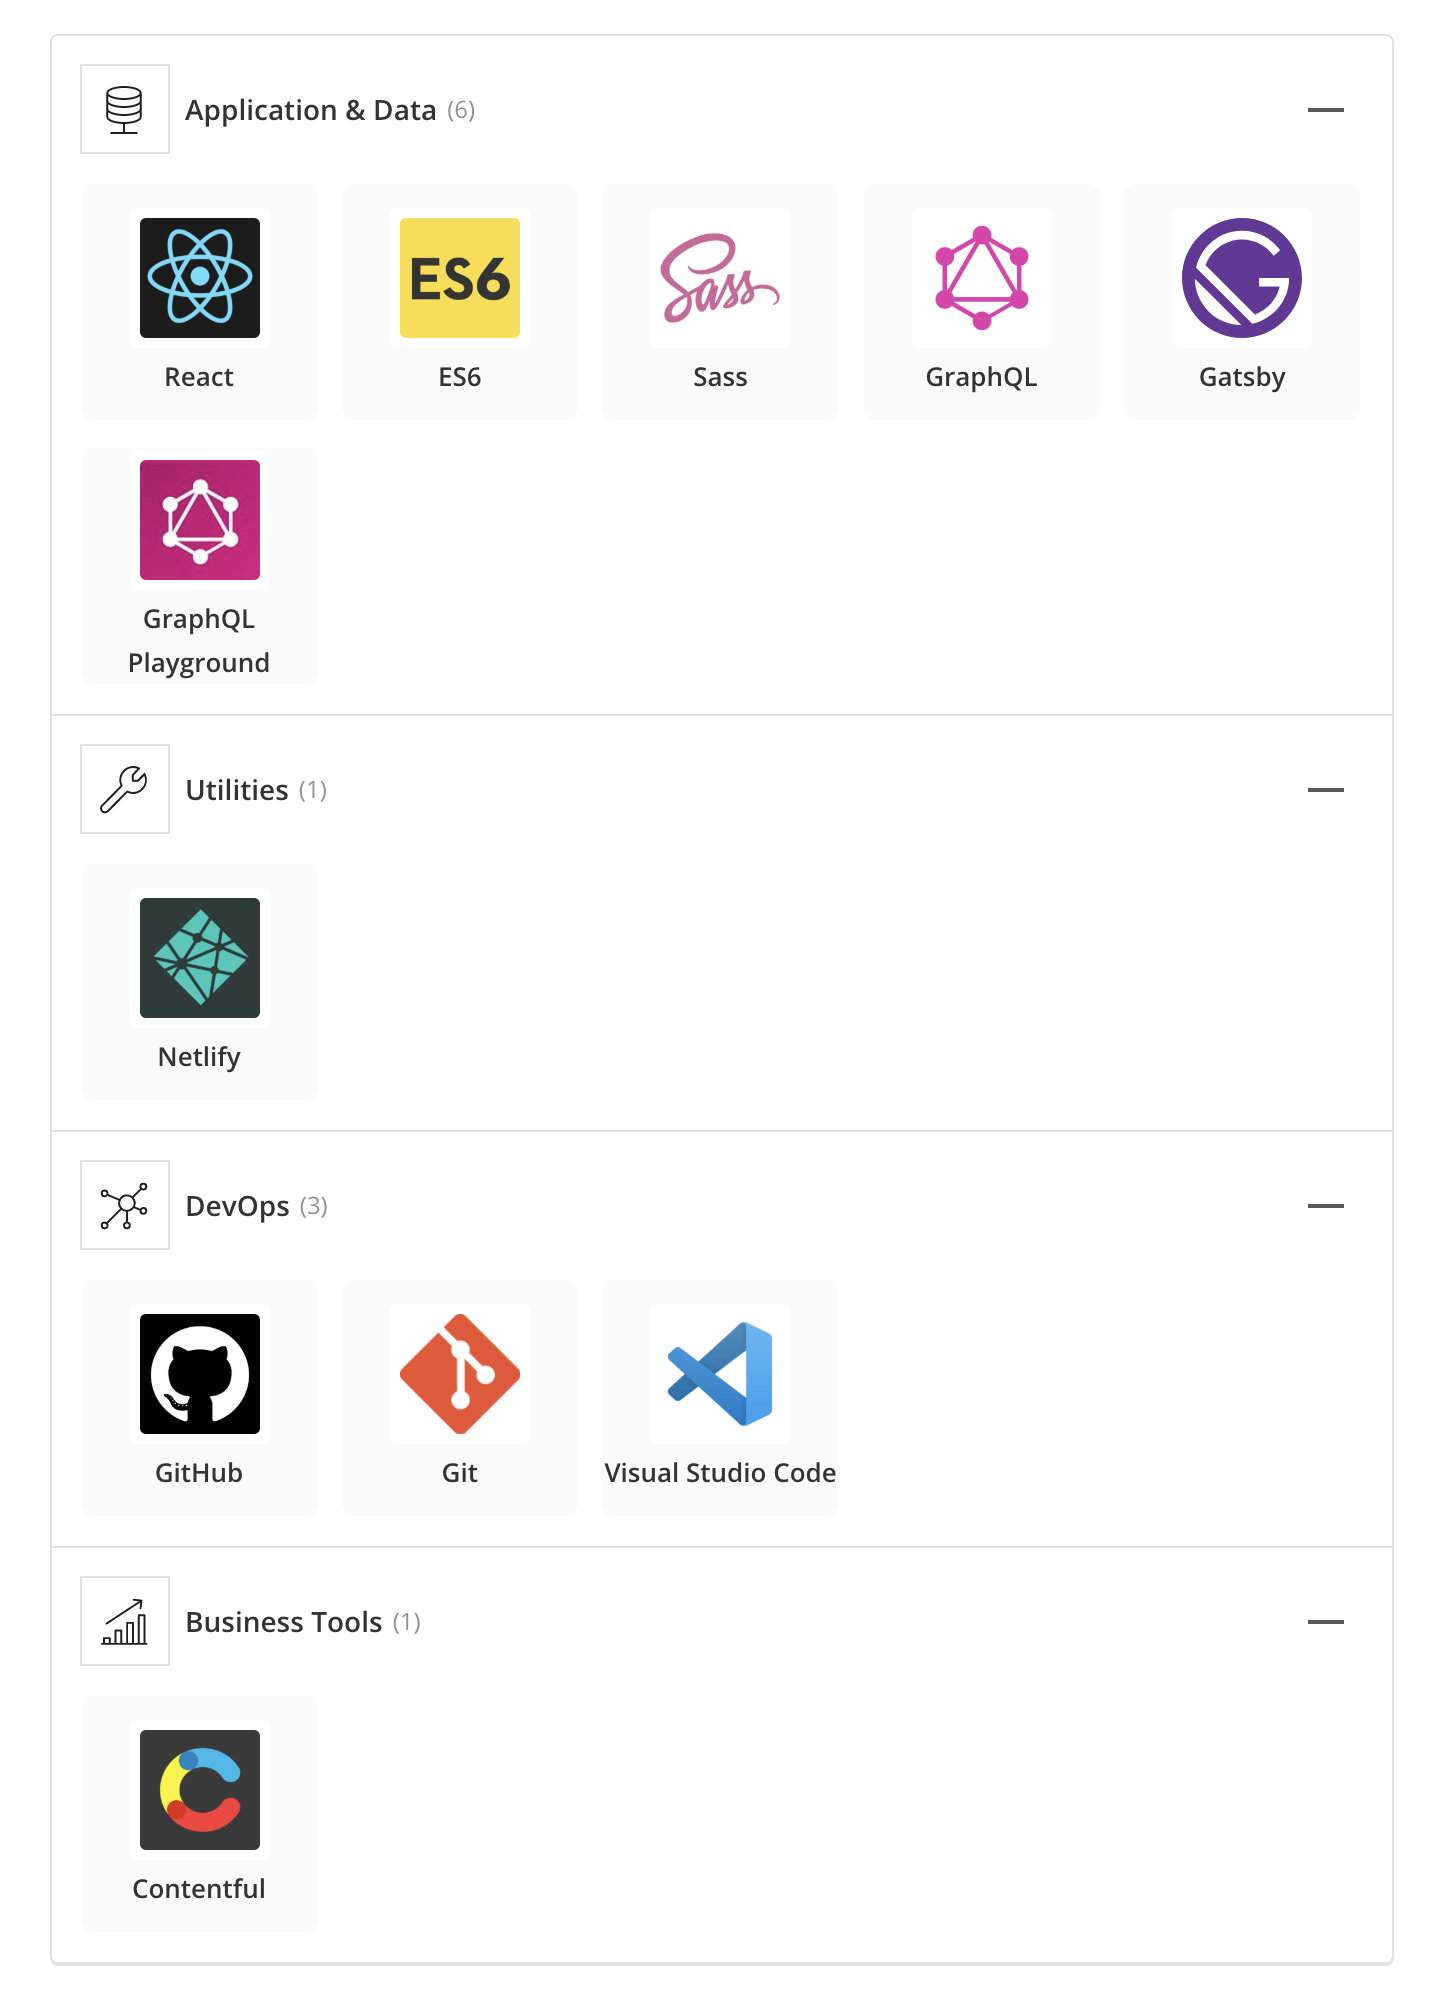 Application & Data (6)
ES6
Sass
React
ES6
Sass
GraphQL
Gatsby
GraphQL
Playground
Utilities (1)
Netlify
DevOps (3)
GitHub
Git
Visual Studio Code
Business Tools (1)
Contentful